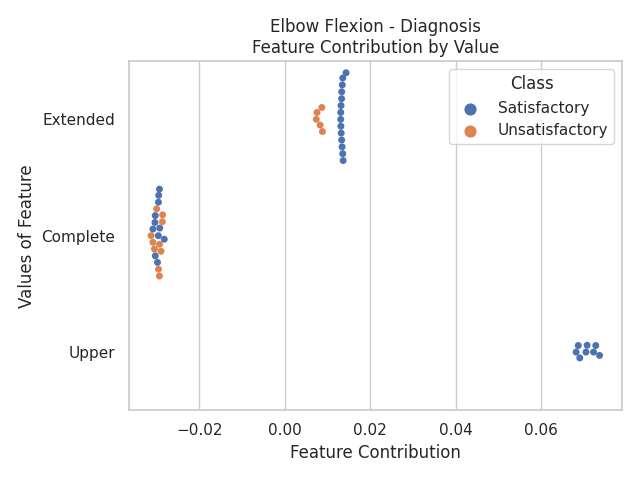 Elbow Flexion - Diagnosis
Feature Contribution by Value
Class
Satisfactory
Unsatisfactory
Values of Feature
Extended
Complete
Upper
−0.02
0.00
0.02
0.04
0.06
Feature Contribution